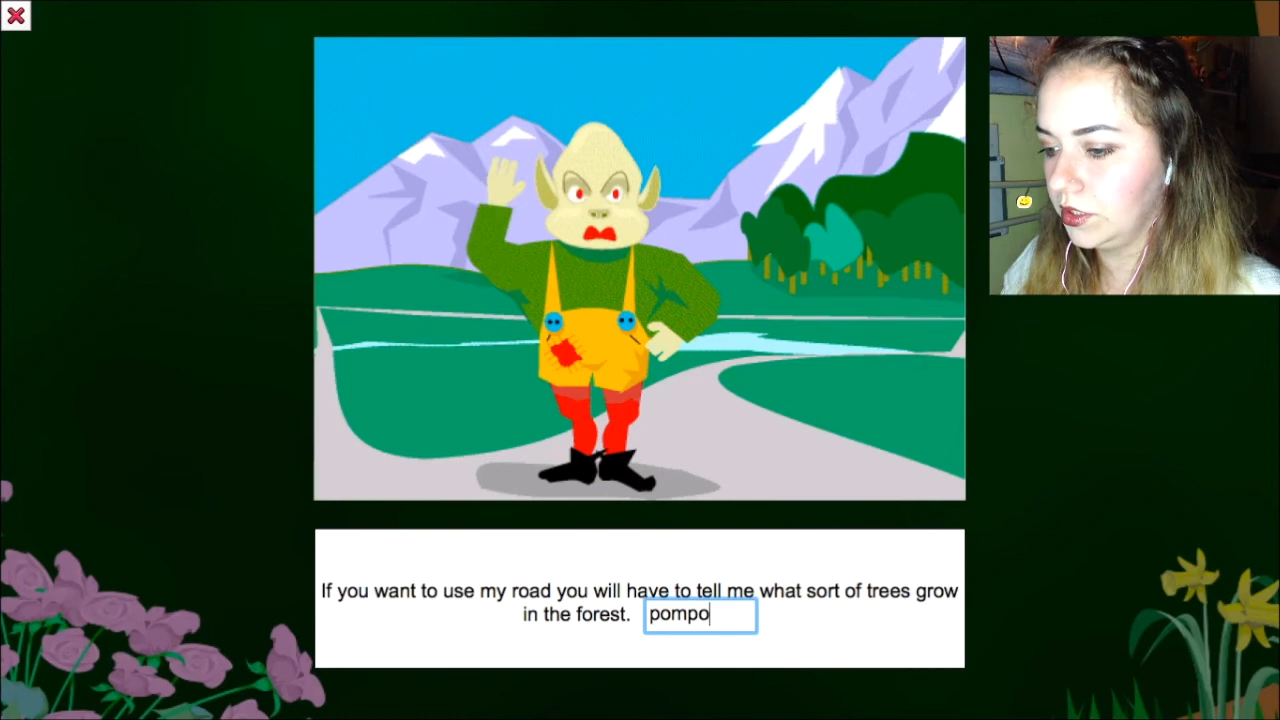 If you want to use my road you will have to tell me what sort of trees grow
in the forest. pompo